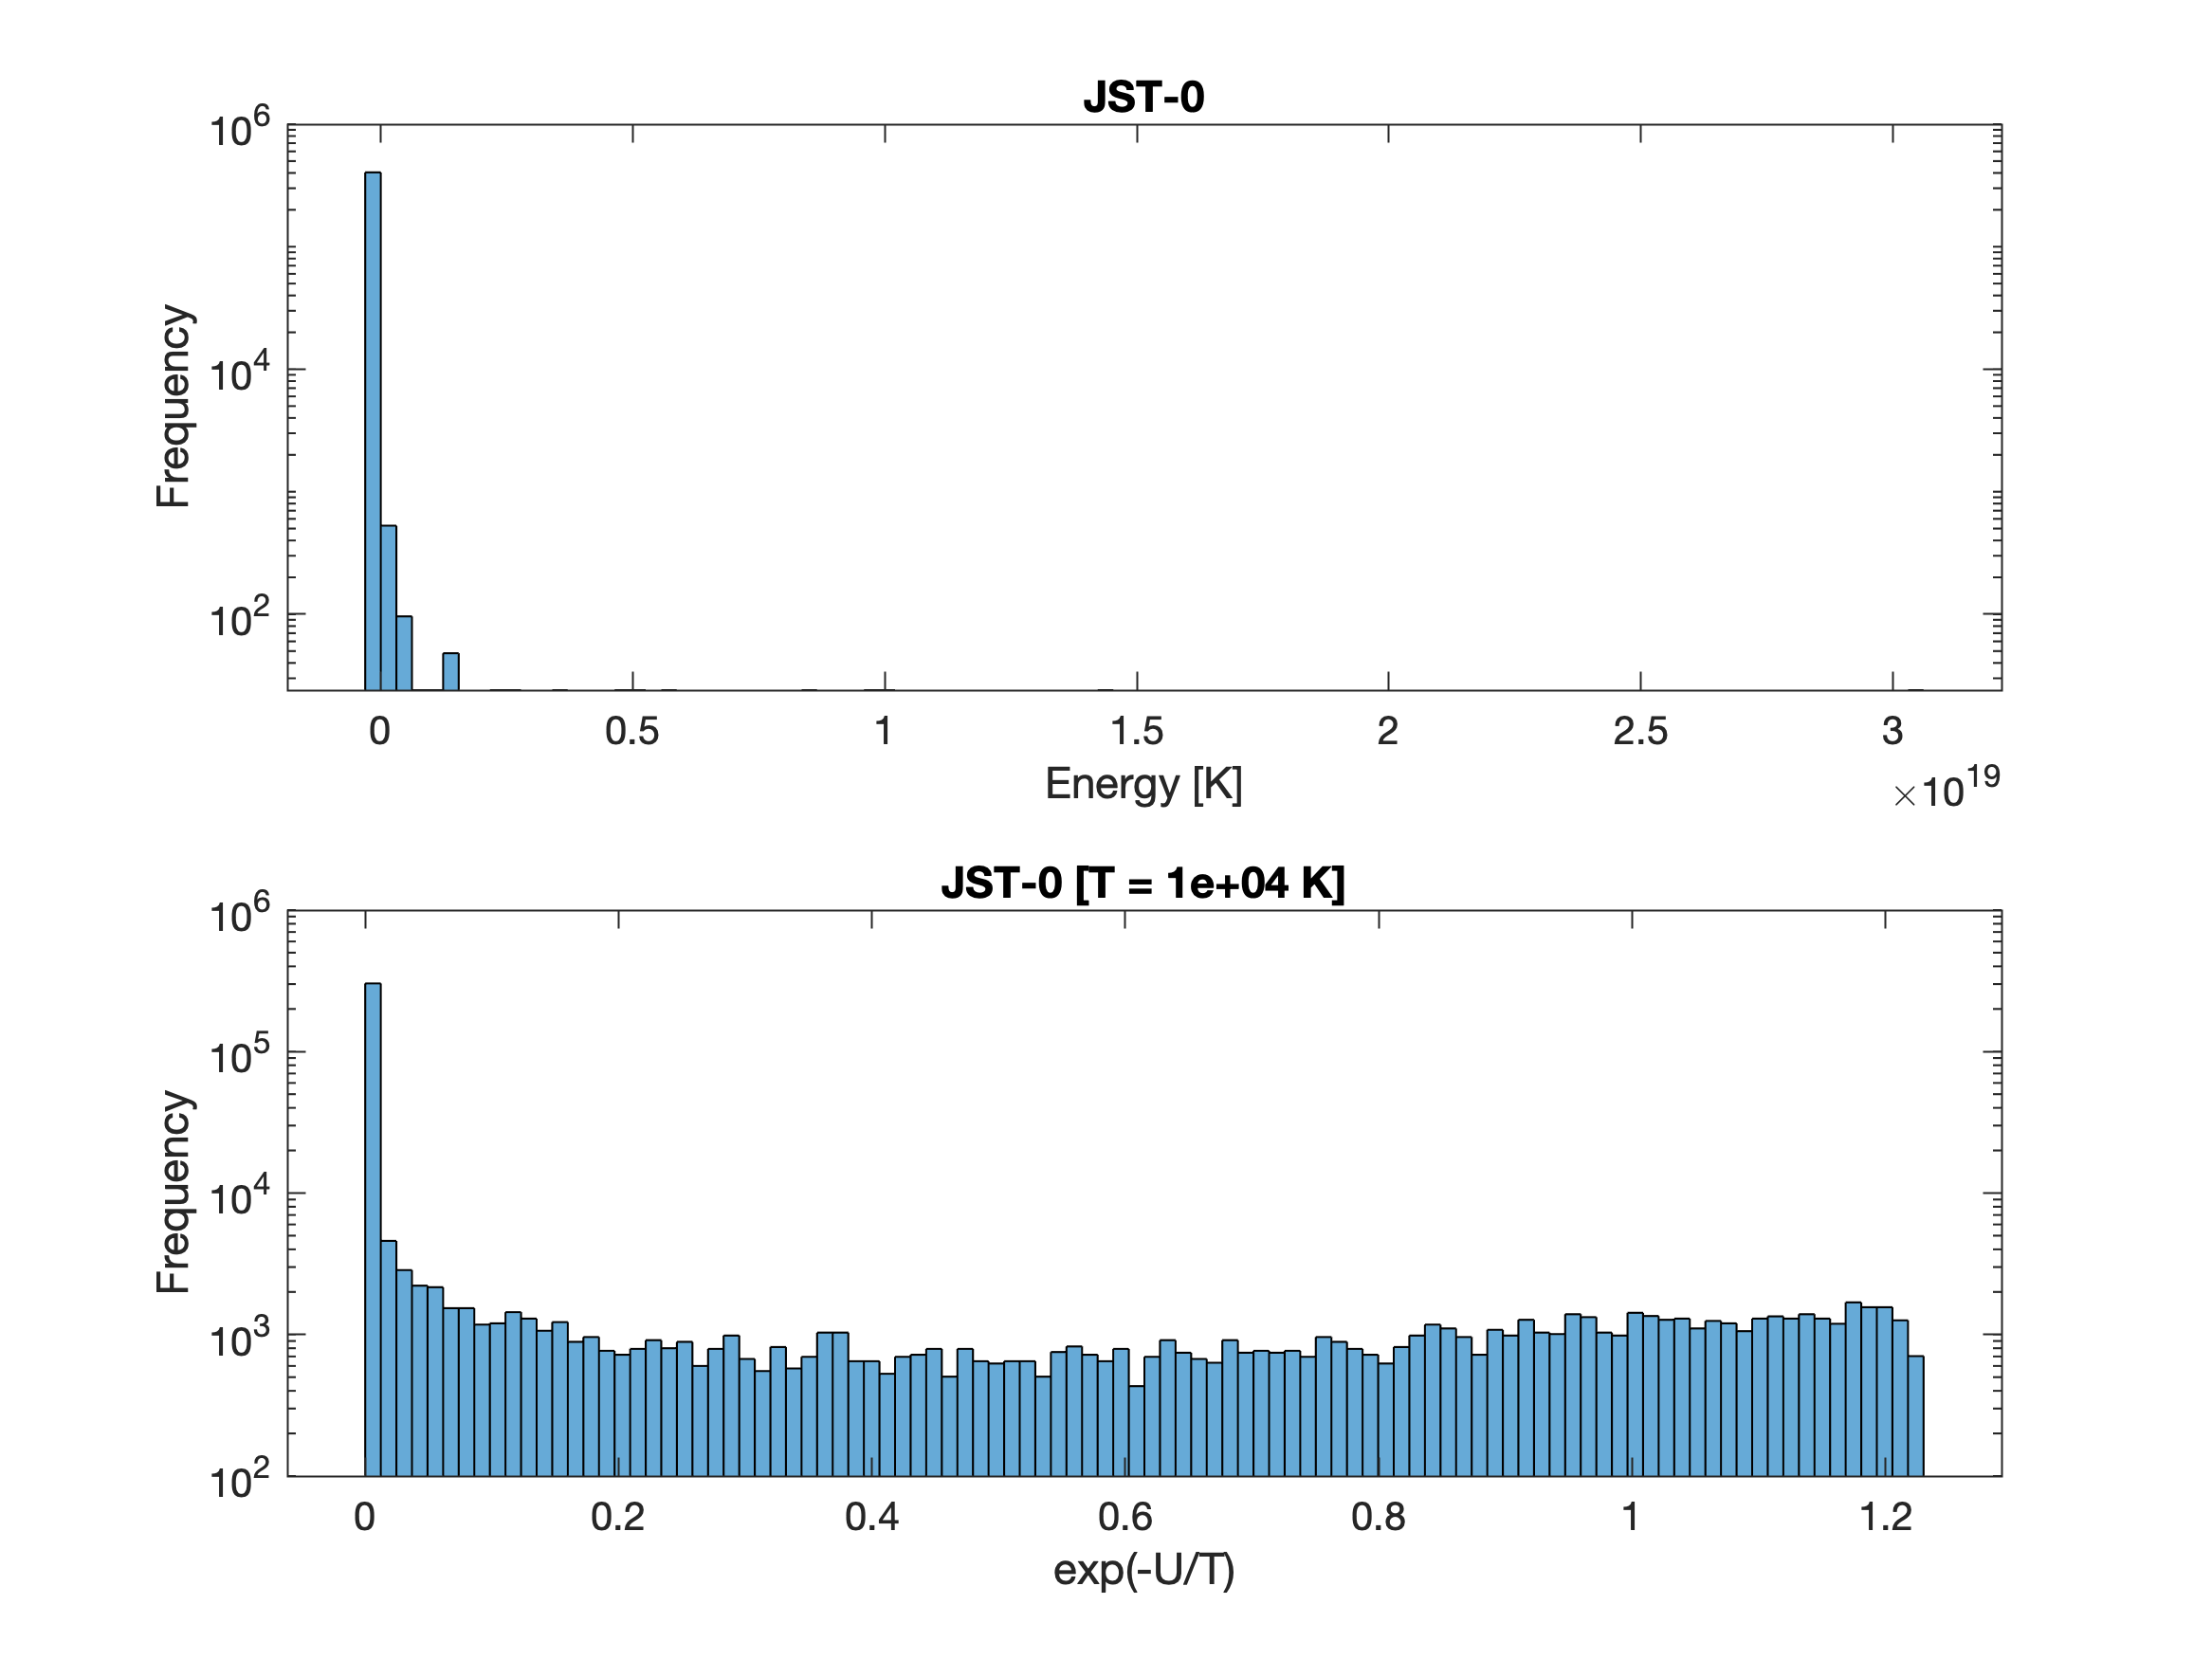 JST-0
10^6
10^4
10^2
Frequency
0 0.5 1 1.5 2 2.5 3
Energy [K]
×10^19
JST-0 [T = 1e+04 K]
10^6
10^5
10^4
10^3
10^2
Frequency
0 0.2 0.4 0.6 0.8 1 1.2
exp(-U/T)